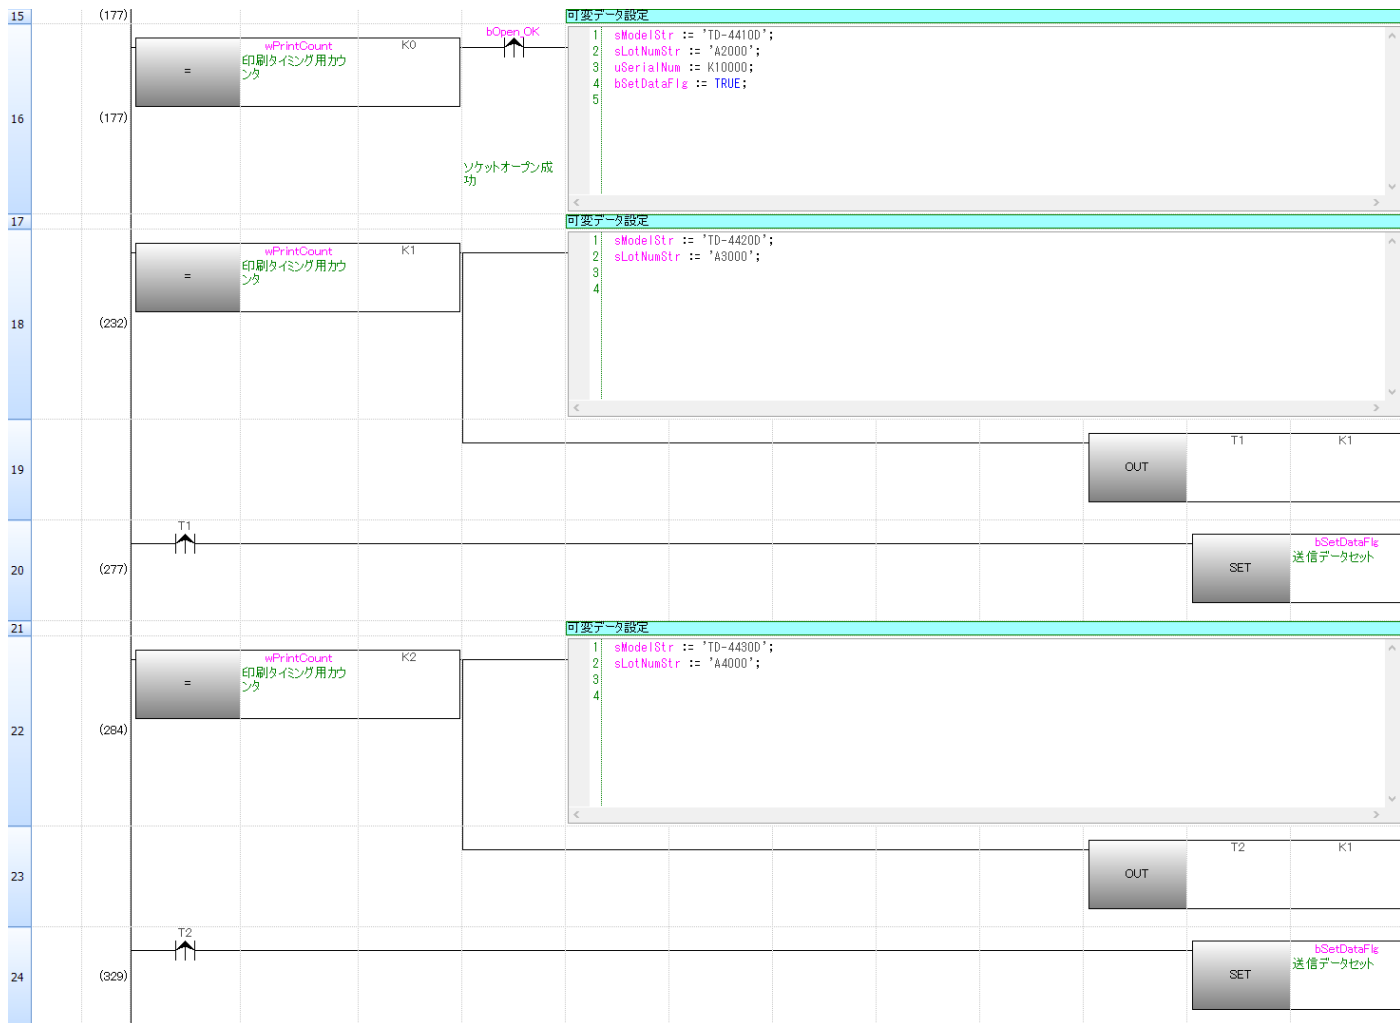 15
(177)
可変データ設定
wPrintCount
K0
bOpen_OK
印刷タイミング用カウ
ンタ
=
1 sModelStr := 'TD-4410D';
2 sLotNumStr := 'A2000';
3 uSerialNum := K10000;
4 bSetDataFlg := TRUE;
5
16
(177)
ソケットオープン成
功
17
可変データ設定
wPrintCount
K1
印刷タイミング用カウ
ンタ
=
1 sModelStr := 'TD-4420D';
2 sLotNumStr := 'A3000';
3
4
18
(232)
19
OUT
T1
K1
T1
20
(277)
SET
bSetDataFlg
送信データセット
21
可変データ設定
wPrintCount
K2
印刷タイミング用カウ
ンタ
=
1 sModelStr := 'TD-4430D';
2 sLotNumStr := 'A4000';
3
4
22
(284)
23
OUT
T2
K1
T2
24
(329)
SET
bSetDataFlg
送信データセット